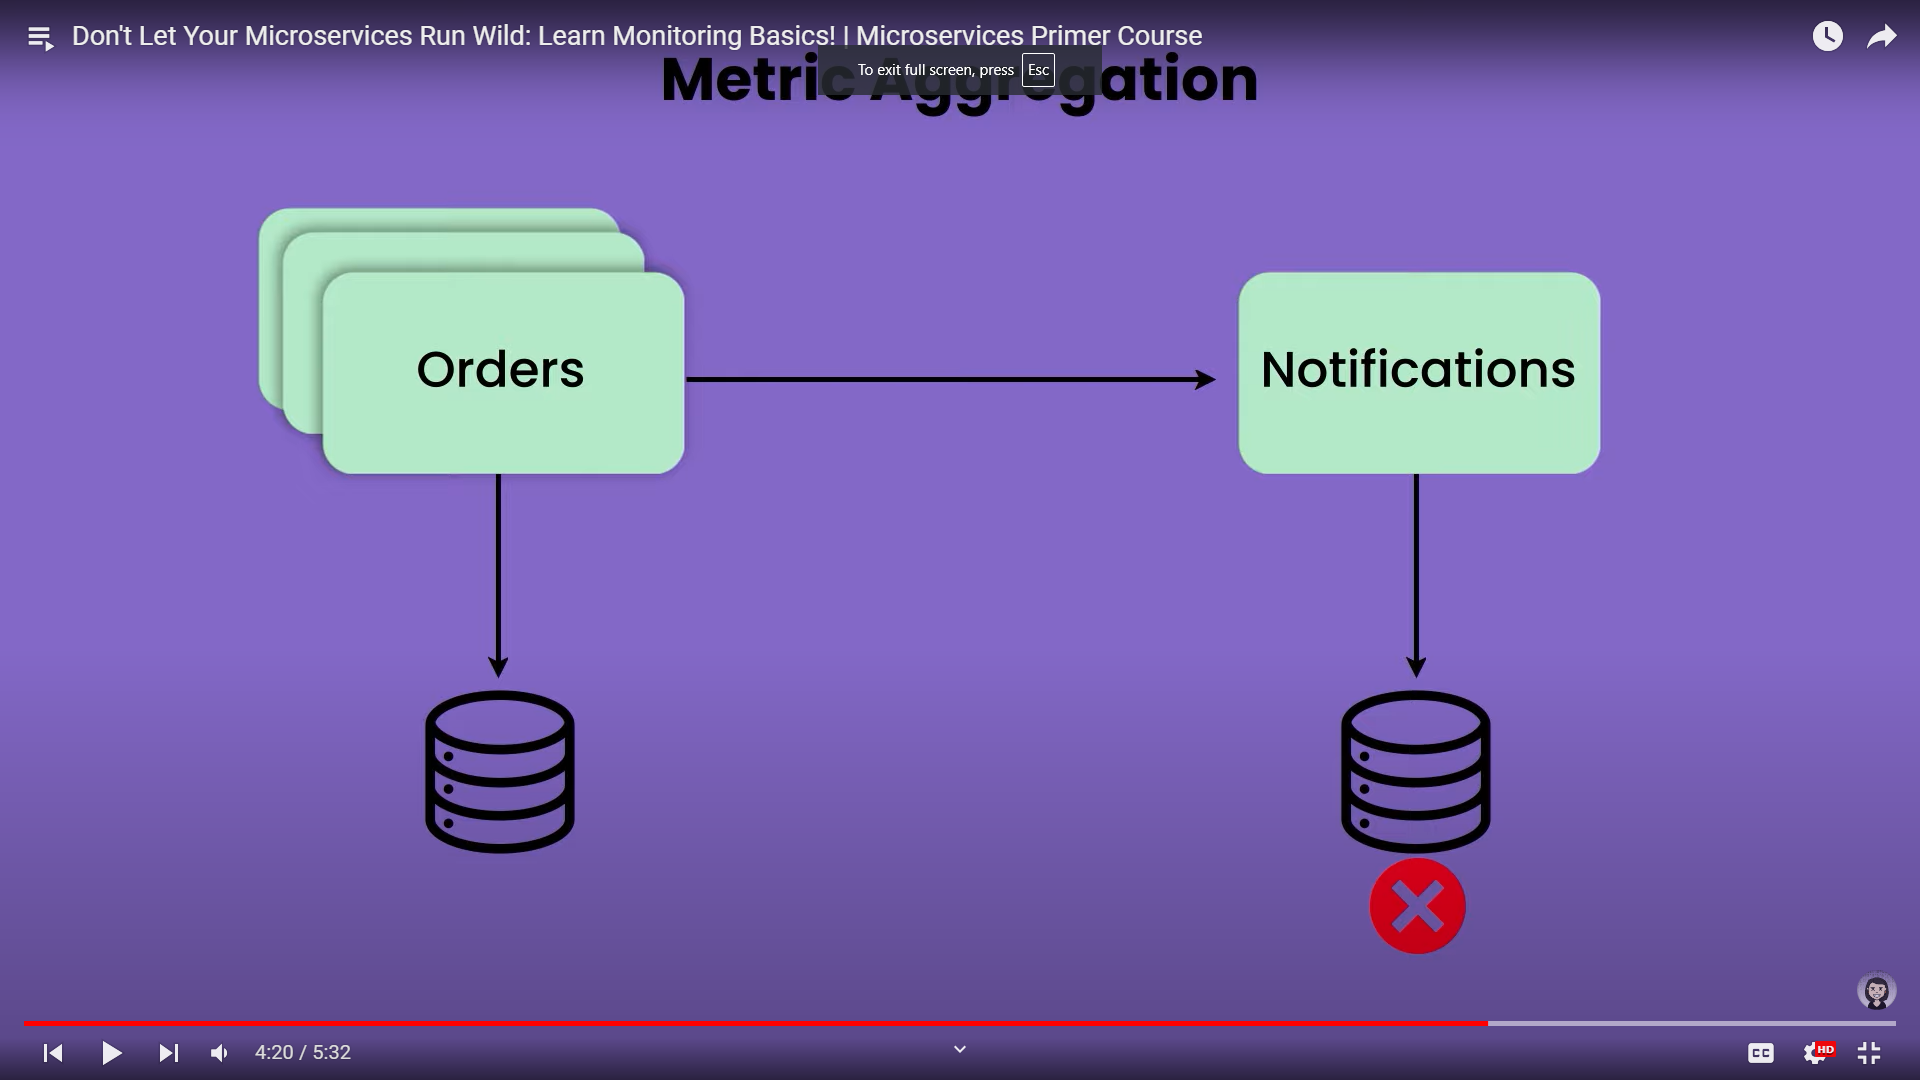 Don't Let Your Microservices Run Wild: Learn Monitoring Basics! | Microservices Primer Course
To exit full screen, press Esc
Metric Aggregation
Orders
Notifications
4:20 / 5:32
CC
HD